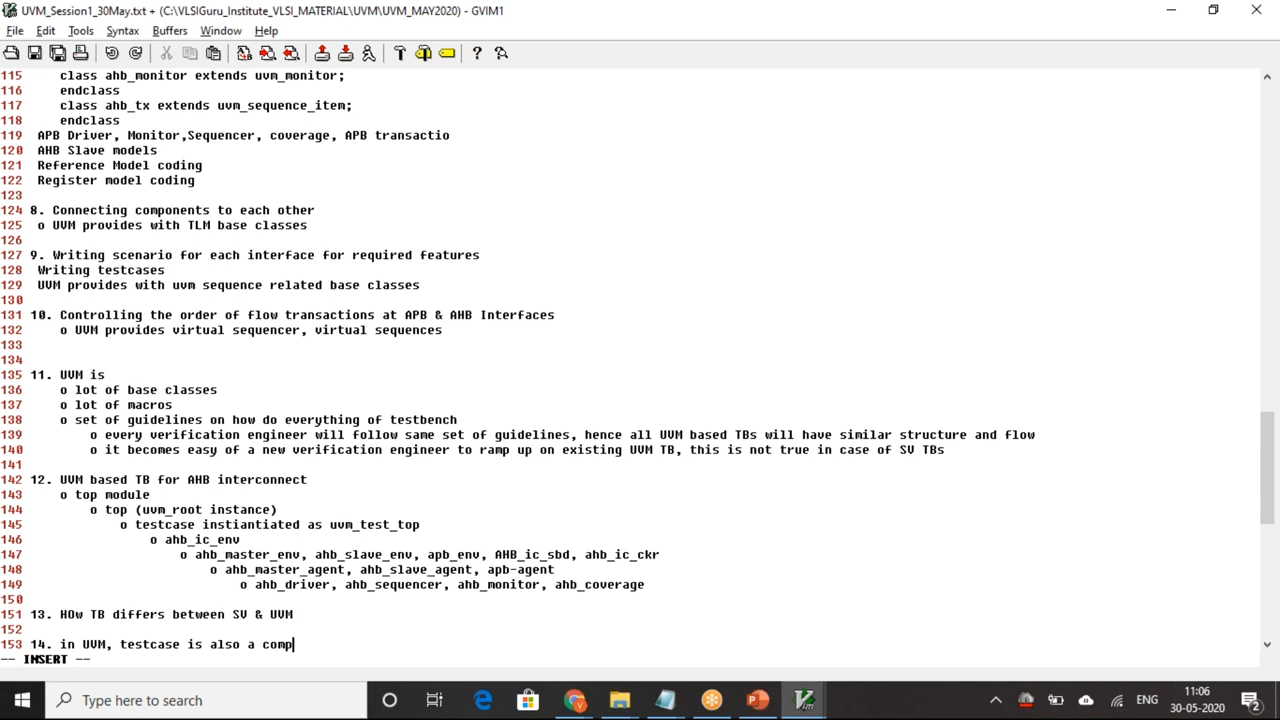 UVM_Session1_30May.txt + (C:\VLSIGuru_Institute_VLSI_MATERIAL\UVM\UVM_MAY2020) - GVIM1
File Edit Tools Syntax Buffers Window Help
115 class ahb_monitor extends uvm_monitor;
116 endclass
117 class ahb_tx extends uvm_sequence_item;
118 endclass
119 APB Driver, Monitor,Sequencer, coverage, APB transactio
120 AHB Slave models
121 Reference Model coding
122 Register model coding
123
124 8. Connecting components to each other
125 o UVM provides with TLM base classes
126
127 9. Writing scenario for each interface for required features
128 Writing testcases
129 UVM provides with uvm sequence related base classes
130
131 10. Controlling the order of flow transactions at APB & AHB Interfaces
132 o UVM provides virtual sequencer, virtual sequences
133
134
135 11. UVM is
136 o lot of base classes
137 o lot of macros
138 o set of guidelines on how do everything of testbench
139 o every verification engineer will follow same set of guidelines, hence all UVM based TBs will have similar structure and flow
140 o it becomes easy of a new verification engineer to ramp up on existing UVM TB, this is not true in case of SV TBs
141
142 12. UVM based TB for AHB interconnect
143 o top module
144 o top (uvm_root instance)
145 o testcase instiantiated as uvm_test_top
146 o ahb_ic_env
147 o ahb_master_env, ahb_slave_env, apb_env, AHB_ic_sbd, ahb_ic_ckr
148 o ahb_master_agent, ahb_slave_agent, apb-agent
149 o ahb_driver, ahb_sequencer, ahb_monitor, ahb_coverage
150
151 13. HOw TB differs between SV & UVM
152
153 14. in UVM, testcase is also a comp
-- INSERT --
Type here to search
ENG
11:06
30-05-2020
2